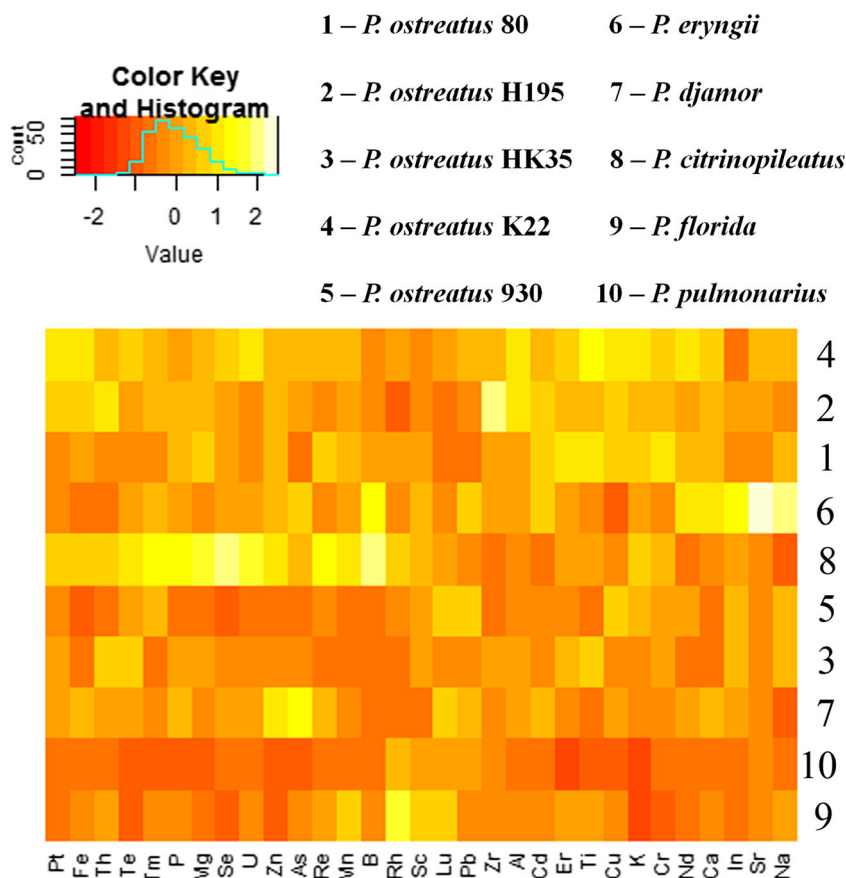 1 – P. ostreatus 80
6 – P. eryngii
Color Key
and Histogram
2 – P. ostreatus H195
7 – P. djamor
Count
0 50
3 – P. ostreatus HK35
8 – P. citrinopileatus
-2 0 1 2
Value
4 – P. ostreatus K22
9 – P. florida
5 – P. ostreatus 930
10 – P. pulmonarius
4
2
1
6
8
5
3
7
10
9
Pt Fe Th Te Tm P Mg Se U Zn As Re Mn B Rh Sc Lu Pb Zr Al Cd Er Ti Cu K Cr Nd Ca In Sr Na